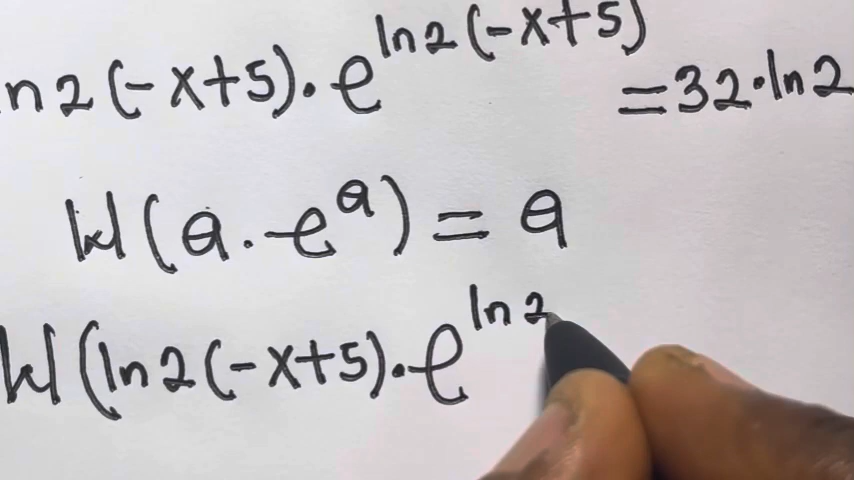 ln2(-x+5)·e^ln2(-x+5) = 32·ln2
W(a·e^a) = a
W(ln2(-x+5)·e^ln2